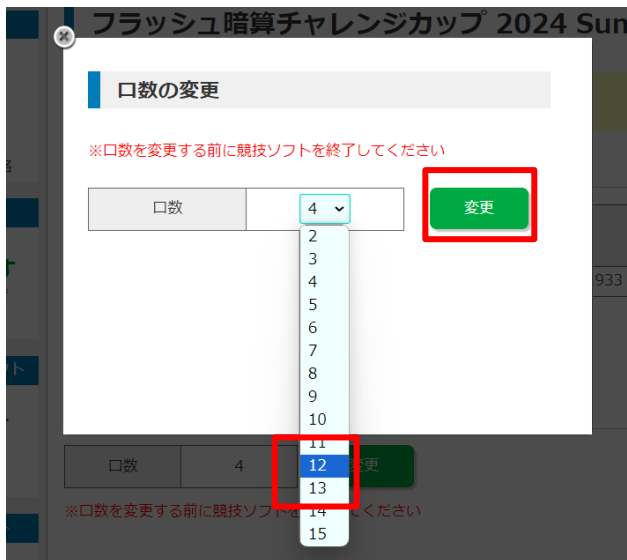 フラッシュ暗算チャレンジカップ 2024 Sun
口数の変更
※口数を変更する前に競技ソフトを終了してください
口数 4 変更
2
3
4
5
6
7
8
9
10
11
12
13
14
15
933
す
ト
口数 4 変更
※口数を変更する前に競技ソフトを ください